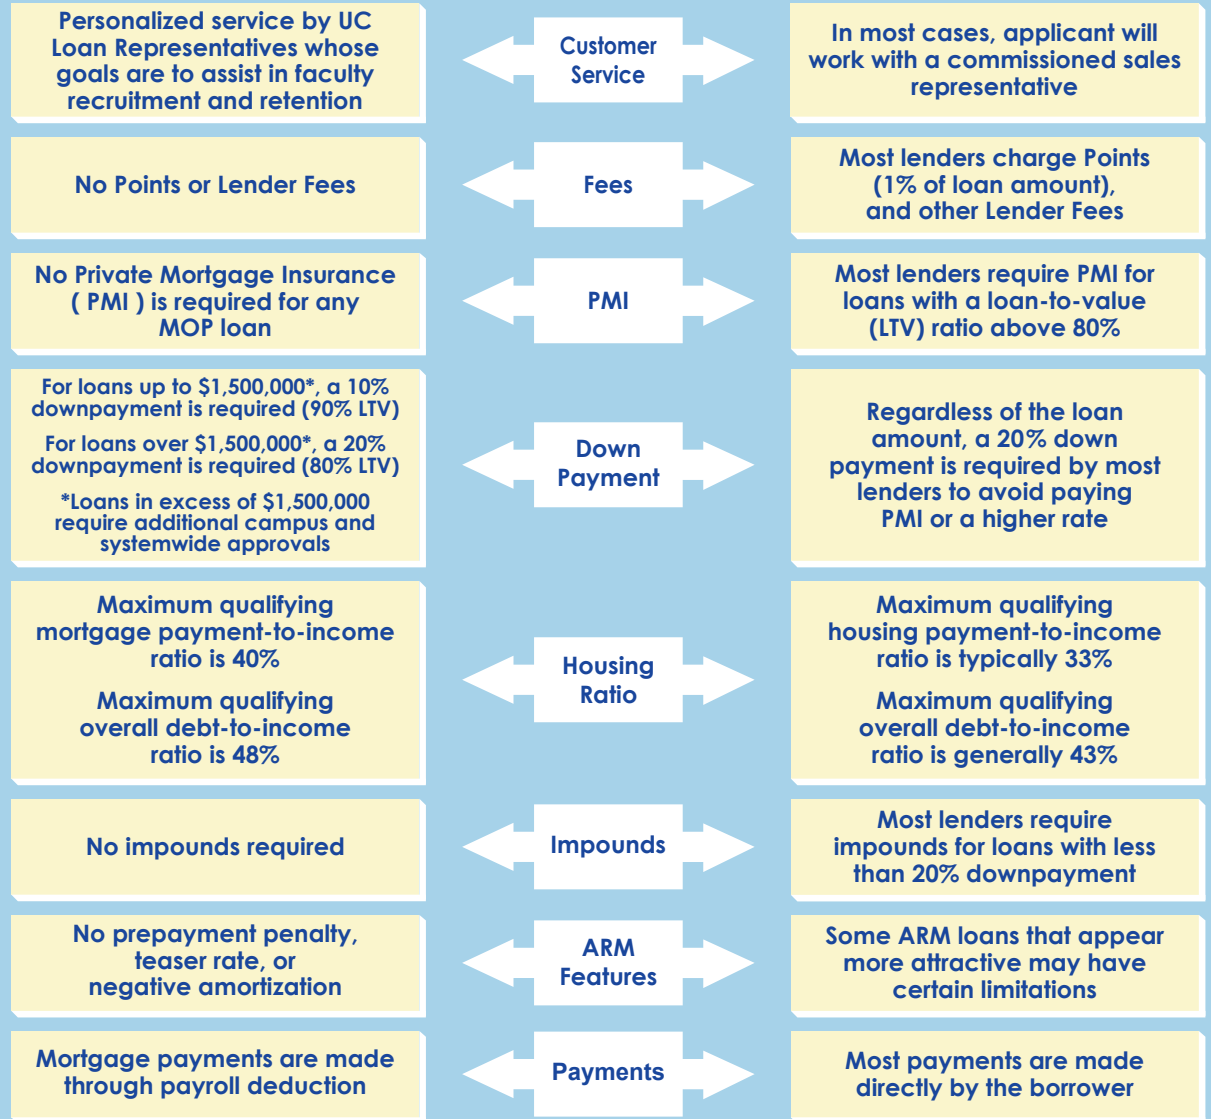 Personalized service by UC
Loan Representatives whose
goals are to assist in faculty
recruitment and retention
Customer
Service
In most cases, applicant will
work with a commissioned sales
representative
No Points or Lender Fees
Fees
Most lenders charge Points
(1% of loan amount),
and other Lender Fees
No Private Mortgage Insurance
( PMI ) is required for any
MOP loan
PMI
Most lenders require PMI for
loans with a loan-to-value
(LTV) ratio above 80%
For loans up to $1,500,000*, a 10%
downpayment is required (90% LTV)
For loans over $1,500,000*, a 20%
downpayment is required (80% LTV)
*Loans in excess of $1,500,000
require additional campus and
systemwide approvals
Down
Payment
Regardless of the loan
amount, a 20% down
payment is required by most
lenders to avoid paying
PMI or a higher rate
Maximum qualifying
mortgage payment-to-income
ratio is 40%
Maximum qualifying
overall debt-to-income
ratio is 48%
Housing
Ratio
Maximum qualifying
housing payment-to-income
ratio is typically 33%
Maximum qualifying
overall debt-to-income
ratio is generally 43%
No impounds required
Impounds
Most lenders require
impounds for loans with less
than 20% downpayment
No prepayment penalty,
teaser rate, or
negative amortization
ARM
Features
Some ARM loans that appear
more attractive may have
certain limitations
Mortgage payments are made
through payroll deduction
Payments
Most payments are made
directly by the borrower